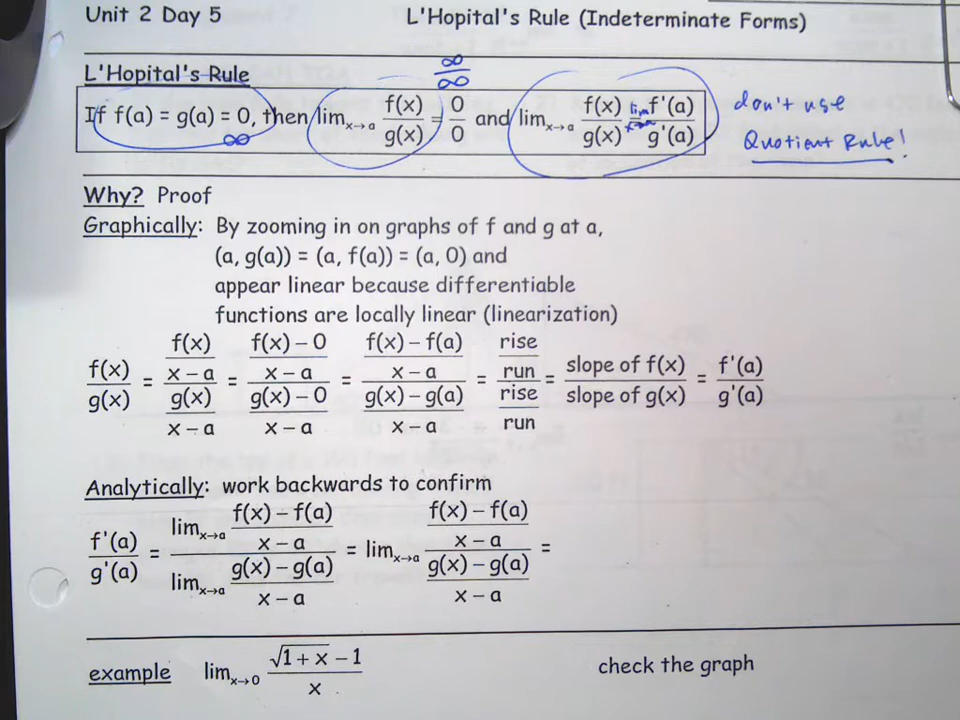 Unit 2 Day 5 L'Hopital's Rule (Indeterminate Forms)
L'Hopital's Rule
∞/∞
If f(a) = g(a) = 0, then lim x→a f(x)/g(x) = 0/0 and lim x→a f(x)/g(x) = f'(a)/g'(a)
∞
lim x→a
don't use
Quotient Rule!
Why? Proof
Graphically: By zooming in on graphs of f and g at a,
(a, g(a)) = (a, f(a)) = (a, 0) and
appear linear because differentiable
functions are locally linear (linearization)
f(x)/g(x) = (f(x)/(x – a))/(g(x)/(x – a)) = ((f(x) – 0)/(x – a))/((g(x) – 0)/(x – a)) = ((f(x) – f(a))/(x – a))/((g(x) – g(a))/(x – a)) = (rise/run)/(rise/run) = slope of f(x)/slope of g(x) = f'(a)/g'(a)
Analytically: work backwards to confirm
f'(a)/g'(a) = (lim x→a (f(x) – f(a))/(x – a))/(lim x→a (g(x) – g(a))/(x – a)) = lim x→a ((f(x) – f(a))/(x – a))/((g(x) – g(a))/(x – a)) =
example lim x→0 (√(1 + x) – 1)/x check the graph